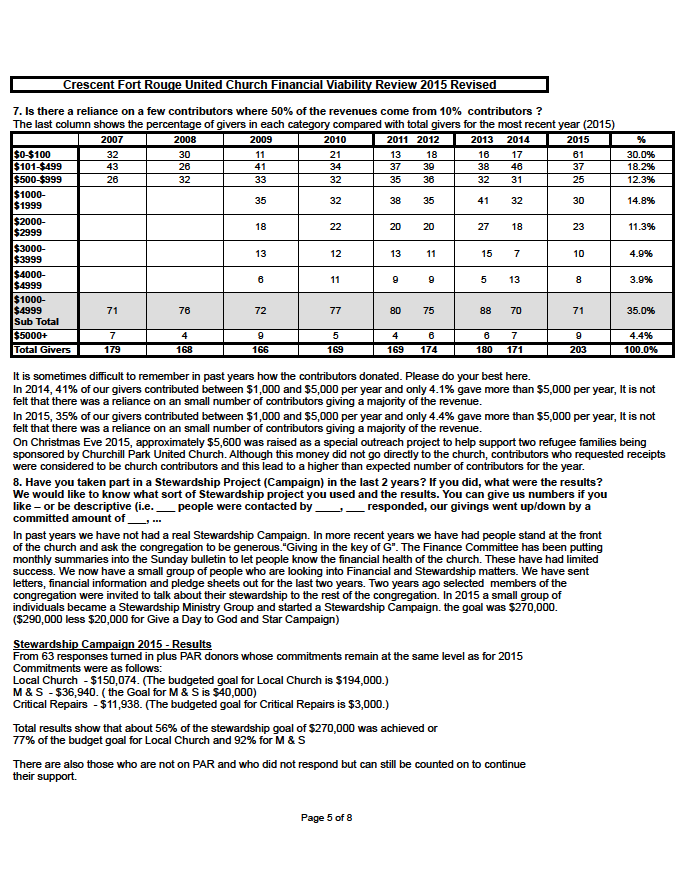 Crescent Fort Rouge United Church Financial Viability Review 2015 Revised
7. Is there a reliance on a few contributors where 50% of the revenues come from 10% contributors ?
The last column shows the percentage of givers in each category compared with total givers for the most recent year (2015)
2007 2008 2009 2010 2011 2012 2013 2014 2015 %
$0-$100 32 30 11 21 13 18 16 17 61 30.0%
$101-$499 43 26 41 34 37 39 38 46 37 18.2%
$500-$999 26 32 33 32 35 36 32 31 25 12.3%
$1000-
$1999 35 32 38 35 41 32 30 14.8%
$2000-
$2999 18 22 20 20 27 18 23 11.3%
$3000-
$3999 13 12 13 11 15 7 10 4.9%
$4000-
$4999 6 11 9 9 5 13 8 3.9%
$1000-
$4999 71 76 72 77 80 75 88 70 71 35.0%
Sub Total
$5000+ 7 4 9 5 4 6 6 7 9 4.4%
Total Givers 179 168 166 169 169 174 180 171 203 100.0%
It is sometimes difficult to remember in past years how the contributors donated. Please do your best here.
In 2014, 41% of our givers contributed between $1,000 and $5,000 per year and only 4.1% gave more than $5,000 per year, It is not
felt that there was a reliance on an small number of contributors giving a majority of the revenue.
In 2015, 35% of our givers contributed between $1,000 and $5,000 per year and only 4.4% gave more than $5,000 per year, It is not
felt that there was a reliance on an small number of contributors giving a majority of the revenue.
On Christmas Eve 2015, approximately $5,600 was raised as a special outreach project to help support two refugee families being
sponsored by Churchill Park United Church. Although this money did not go directly to the church, contributors who requested receipts
were considered to be church contributors and this lead to a higher than expected number of contributors for the year.
8. Have you taken part in a Stewardship Project (Campaign) in the last 2 years? If you did, what were the results?
We would like to know what sort of Stewardship project you used and the results. You can give us numbers if you
like – or be descriptive (i.e. ___ people were contacted by ____, ___ responded, our givings went up/down by a
committed amount of ___, ...
In past years we have not had a real Stewardship Campaign. In more recent years we have had people stand at the front
of the church and ask the congregation to be generous."Giving in the key of G". The Finance Committee has been putting
monthly summaries into the Sunday bulletin to let people know the financial health of the church. These have had limited
success. We now have a small group of people who are looking into Financial and Stewardship matters. We have sent
letters, financial information and pledge sheets out for the last two years. Two years ago selected members of the
congregation were invited to talk about their stewardship to the rest of the congregation. In 2015 a small group of
individuals became a Stewardship Ministry Group and started a Stewardship Campaign. the goal was $270,000.
($290,000 less $20,000 for Give a Day to God and Star Campaign)
Stewardship Campaign 2015 - Results
From 63 responses turned in plus PAR donors whose commitments remain at the same level as for 2015
Commitments were as follows:
Local Church - $150,074. (The budgeted goal for Local Church is $194,000.)
M & S - $36,940. ( the Goal for M & S is $40,000)
Critical Repairs - $11,938. (The budgeted goal for Critical Repairs is $3,000.)
Total results show that about 56% of the stewardship goal of $270,000 was achieved or
77% of the budget goal for Local Church and 92% for M & S
There are also those who are not on PAR and who did not respond but can still be counted on to continue
their support.
Page 5 of 8